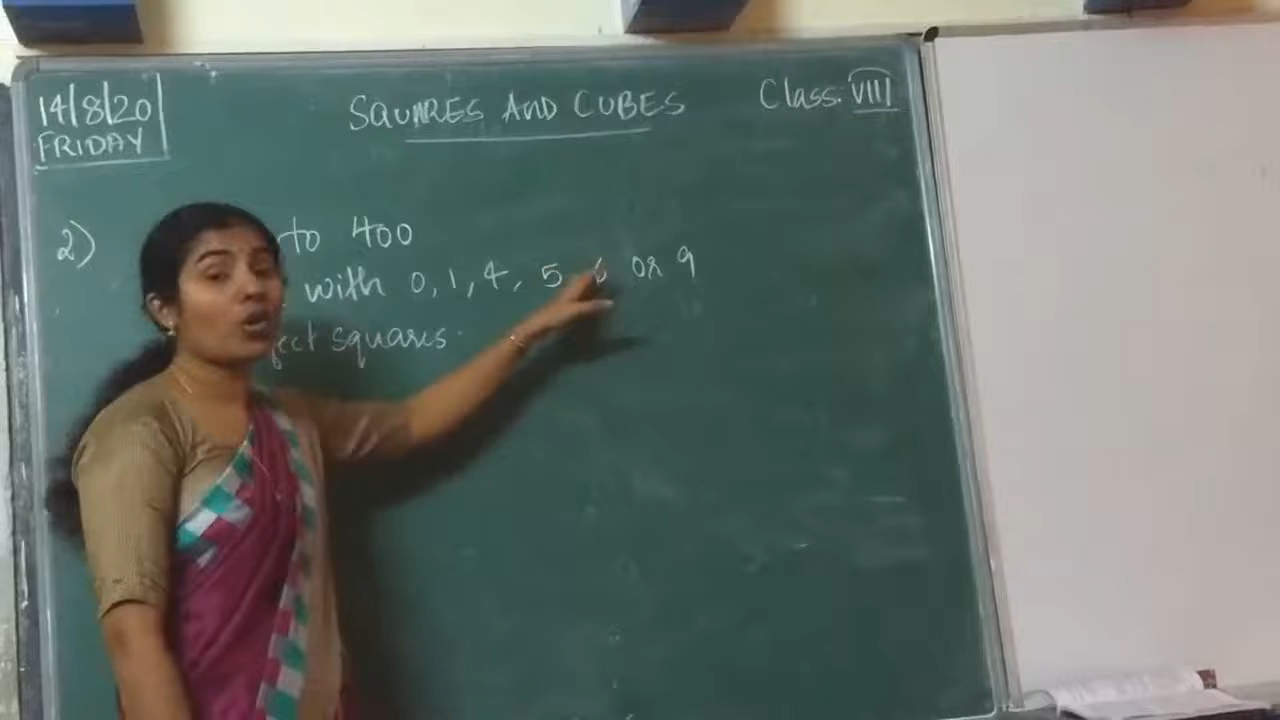 14/8/20
FRIDAY
SQUARES AND CUBES
Class: VIII
2)
to 400
with 0, 1, 4, 5, 6 or 9
squares.